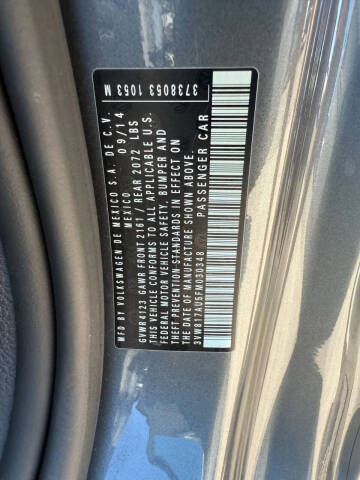 3738053 1053 M
MFD BY VOLKSWAGEN DE MEXICO S.A. DE C.V.
MEXICO 09/14
GVWR 4123 GAWR FRONT 2161 / REAR 2072 LBS
THIS VEHICLE CONFORMS TO ALL APPLICABLE U.S.
FEDERAL MOTOR VEHICLE SAFETY, BUMPER AND
THEFT PREVENTION-STANDARDS IN EFFECT ON
THE DATE OF MANUFACTURE SHOWN ABOVE.
3VW817AU5FM030348 PASSENGER CAR